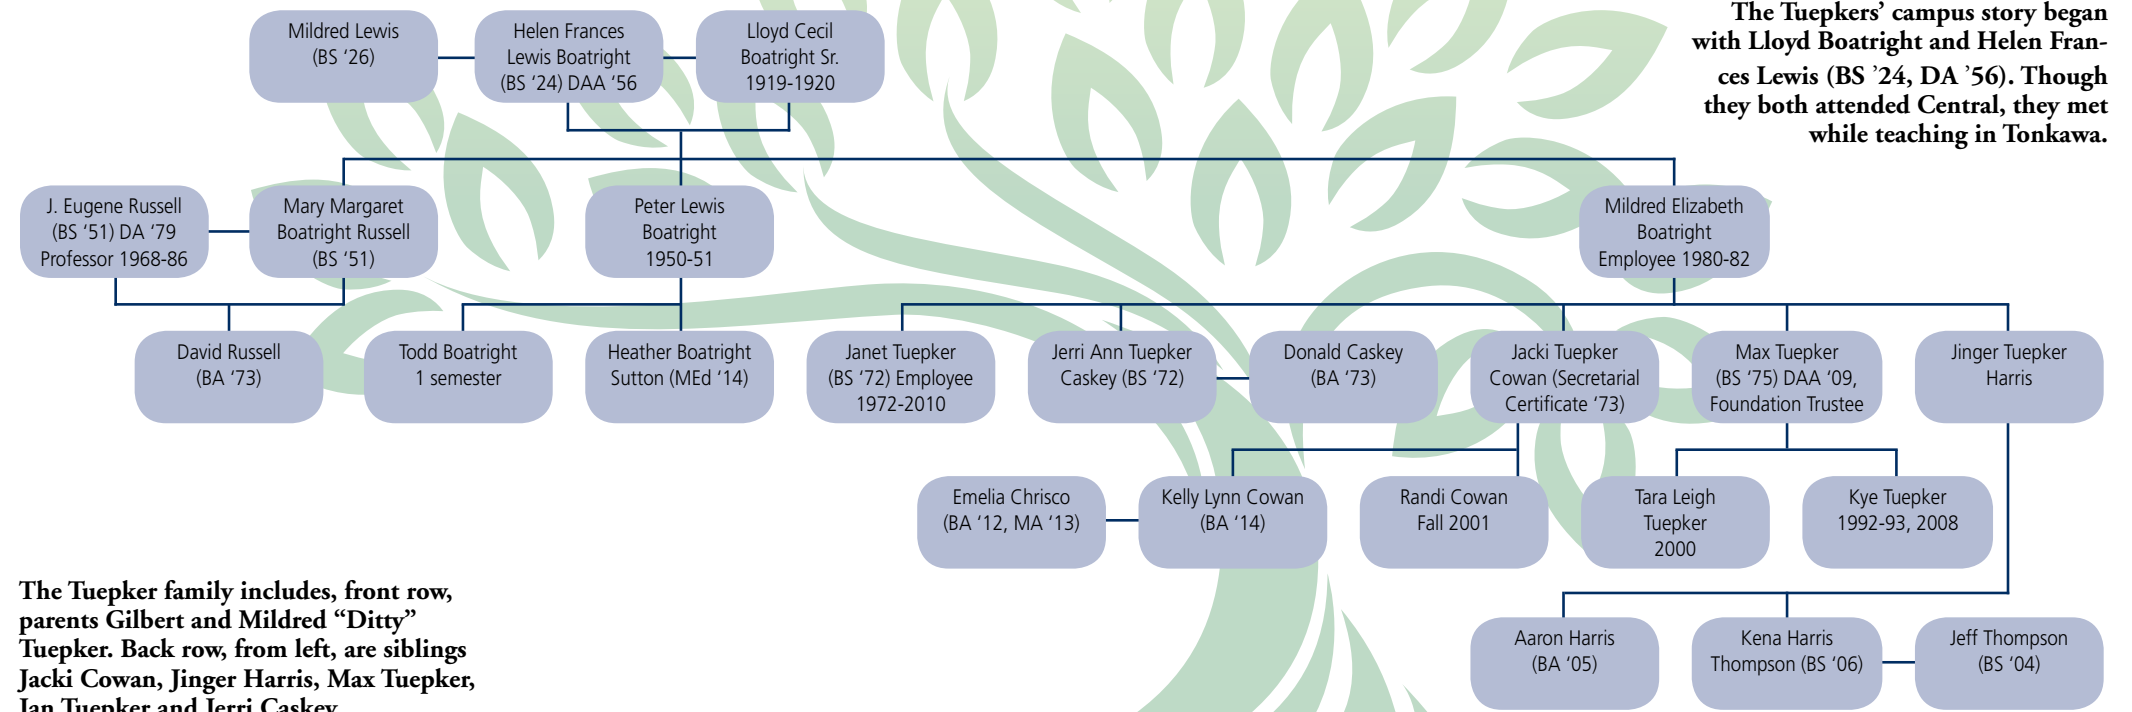 Mildred Lewis
(BS ‘26)
Helen Frances
Lewis Boatright
(BS ‘24) DAA ‘56
Lloyd Cecil
Boatright Sr.
1919-1920
The Tuepkers’ campus story began
with Lloyd Boatright and Helen Fran-
ces Lewis (BS ’24, DA ’56). Though
they both attended Central, they met
while teaching in Tonkawa.
J. Eugene Russell
(BS ‘51) DA ‘79
Professor 1968-86
Mary Margaret
Boatright Russell
(BS ‘51)
Peter Lewis
Boatright
1950-51
Mildred Elizabeth
Boatright
Employee 1980-82
David Russell
(BA ‘73)
Todd Boatright
1 semester
Heather Boatright
Sutton (MEd ‘14)
Janet Tuepker
(BS ‘72) Employee
1972-2010
Jerri Ann Tuepker
Caskey (BS ‘72)
Donald Caskey
(BA ‘73)
Jacki Tuepker
Cowan (Secretarial
Certificate ‘73)
Max Tuepker
(BS ‘75) DAA ‘09,
Foundation Trustee
Jinger Tuepker
Harris
Emelia Chrisco
(BA ‘12, MA ‘13)
Kelly Lynn Cowan
(BA ‘14)
Randi Cowan
Fall 2001
Tara Leigh
Tuepker
2000
Kye Tuepker
1992-93, 2008
Aaron Harris
(BA ‘05)
Kena Harris
Thompson (BS ‘06)
Jeff Thompson
(BS ‘04)
The Tuepker family includes, front row,
parents Gilbert and Mildred “Ditty”
Tuepker. Back row, from left, are siblings
Jacki Cowan, Jinger Harris, Max Tuepker,
Jan Tuepker and Jerri Caskey